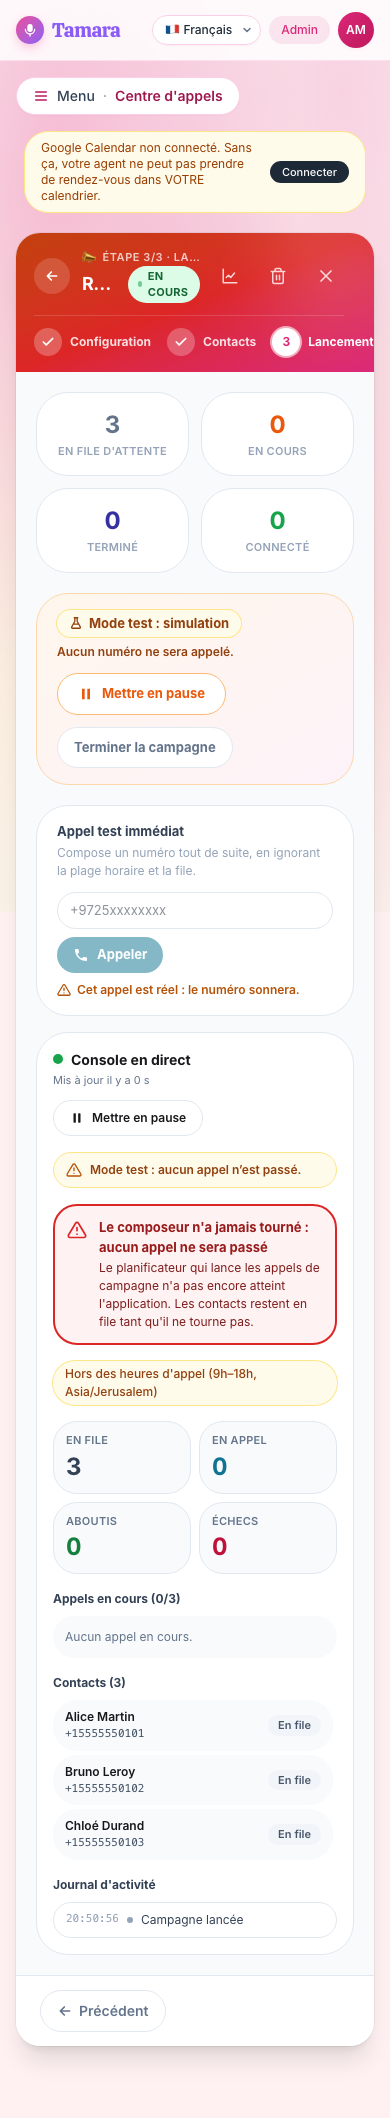 Tamara
Français
Admin
AM
Menu · Centre d'appels
Google Calendar non connecté. Sans
ça, votre agent ne peut pas prendre
de rendez-vous dans VOTRE
calendrier.
Connecter
ÉTAPE 3/3 · LA...
R...
EN
COURS
Configuration
Contacts
3
Lancement
3
EN FILE D'ATTENTE
0
EN COURS
0
TERMINÉ
0
CONNECTÉ
Mode test : simulation
Aucun numéro ne sera appelé.
Mettre en pause
Terminer la campagne
Appel test immédiat
Compose un numéro tout de suite, en ignorant
la plage horaire et la file.
+9725xxxxxxxx
Appeler
Cet appel est réel : le numéro sonnera.
Console en direct
Mis à jour il y a 0 s
Mettre en pause
Mode test : aucun appel n’est passé.
Le composeur n'a jamais tourné :
aucun appel ne sera passé
Le planificateur qui lance les appels de
campagne n'a pas encore atteint
l'application. Les contacts restent en
file tant qu'il ne tourne pas.
Hors des heures d'appel (9h–18h,
Asia/Jerusalem)
EN FILE
3
EN APPEL
0
ABOUTIS
0
ÉCHECS
0
Appels en cours (0/3)
Aucun appel en cours.
Contacts (3)
Alice Martin
+15555550101
En file
Bruno Leroy
+15555550102
En file
Chloé Durand
+15555550103
En file
Journal d'activité
20:50:56 Campagne lancée
Précédent